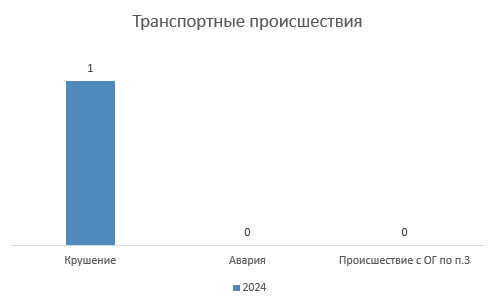 Транспортные происшествия
1
0
0
Крушение
Авария
Происшествие с ОГ по п.3
2024